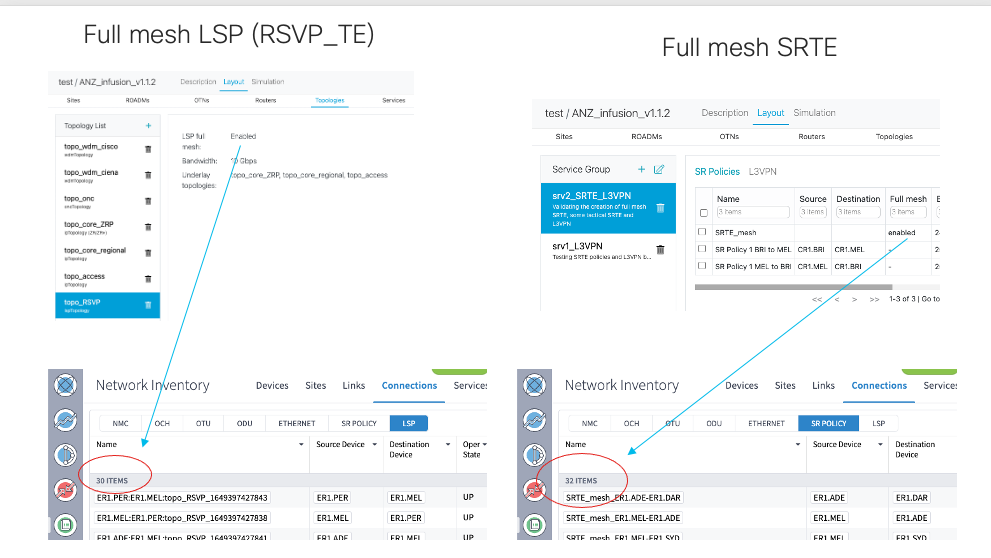 Full mesh LSP (RSVP_TE)
Full mesh SRTE
test / ANZ_infusion_v1.1.2
Description Layout Simulation
Sites ROADMs OTNs Routers Topologies Services
Topology List +
topo_wdm_cisco
wdmTopology
topo_wdm_ciena
wdmTopology
topo_onc
topo_core_ZRP
topo_core_regional
ipTopology
topo_access
ipTopology
topo_RSVP
LSP full mesh: Enabled
Bandwidth: 10 Gbps
Underlay topologies: topo_core_ZRP, topo_core_regional, topo_access
test / ANZ_infusion_v1.1.2
Description Layout Simulation
Sites ROADMs OTNs Routers Topologies
Service Group +
srv2_SRTE_L3VPN
Validating the creation of full mesh
SRTE, some tactical SRTE and
L3VPN
srv1_L3VPN
Testing SRTE policies and L3VPN b...
SR Policies L3VPN
Name Source Destination Full mesh
3 items 3 items 3 items 3 items
SRTE_mesh enabled 2
SR Policy 1 BRI to MEL CR1.BRI CR1.MEL - 2
SR Policy 1 MEL to BRI CR1.MEL CR1.BRI - 2
<< < > >> 1-3 of 3 | Go to
Network Inventory Devices Sites Links Connections Services
NMC OCH OTU ODU ETHERNET SR POLICY LSP
Name Source Device Destination Device Oper State
30 ITEMS
ER1.PER:ER1.MEL:topo_RSVP_1649397427843 ER1.PER ER1.MEL UP
ER1.MEL:ER1.PER:topo_RSVP_1649397427838 ER1.MEL ER1.PER UP
ER1.ADE:ER1.MEL:topo_RSVP_1649397427841 ER1.ADE ER1.MEL UP
Network Inventory Devices Sites Links Connections Services
NMC OCH OTU ODU ETHERNET SR POLICY LSP
Name Source Device Destination Device
32 ITEMS
SRTE_mesh_ER1.ADE-ER1.DAR ER1.ADE ER1.DAR
SRTE_mesh_ER1.MEL-ER1.ADE ER1.MEL ER1.ADE
SRTE_mesh_ER1.MEL-ER1.SYD ER1.MEL ER1.SYD